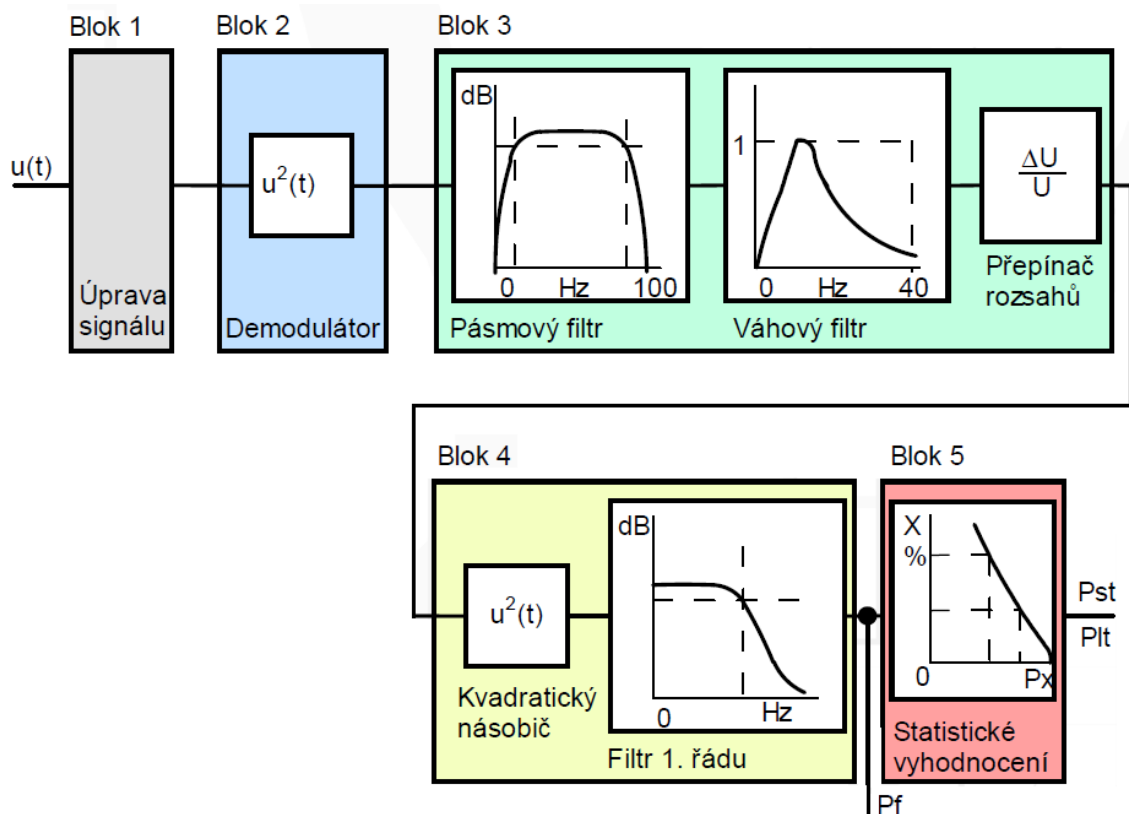 Blok 1
Blok 2
Blok 3
u(t)
Úprava
signálu
u²(t)
Demodulátor
dB
0
Hz
100
Pásmový filtr
1
0
Hz
40
Váhový filtr
ΔU
U
Přepínač
rozsahů
Blok 4
Blok 5
u²(t)
Kvadratický
násobič
dB
0
Hz
Filtr 1. řádu
X
%
0
Px
Statistické
vyhodnocení
Pst
Plt
Pf